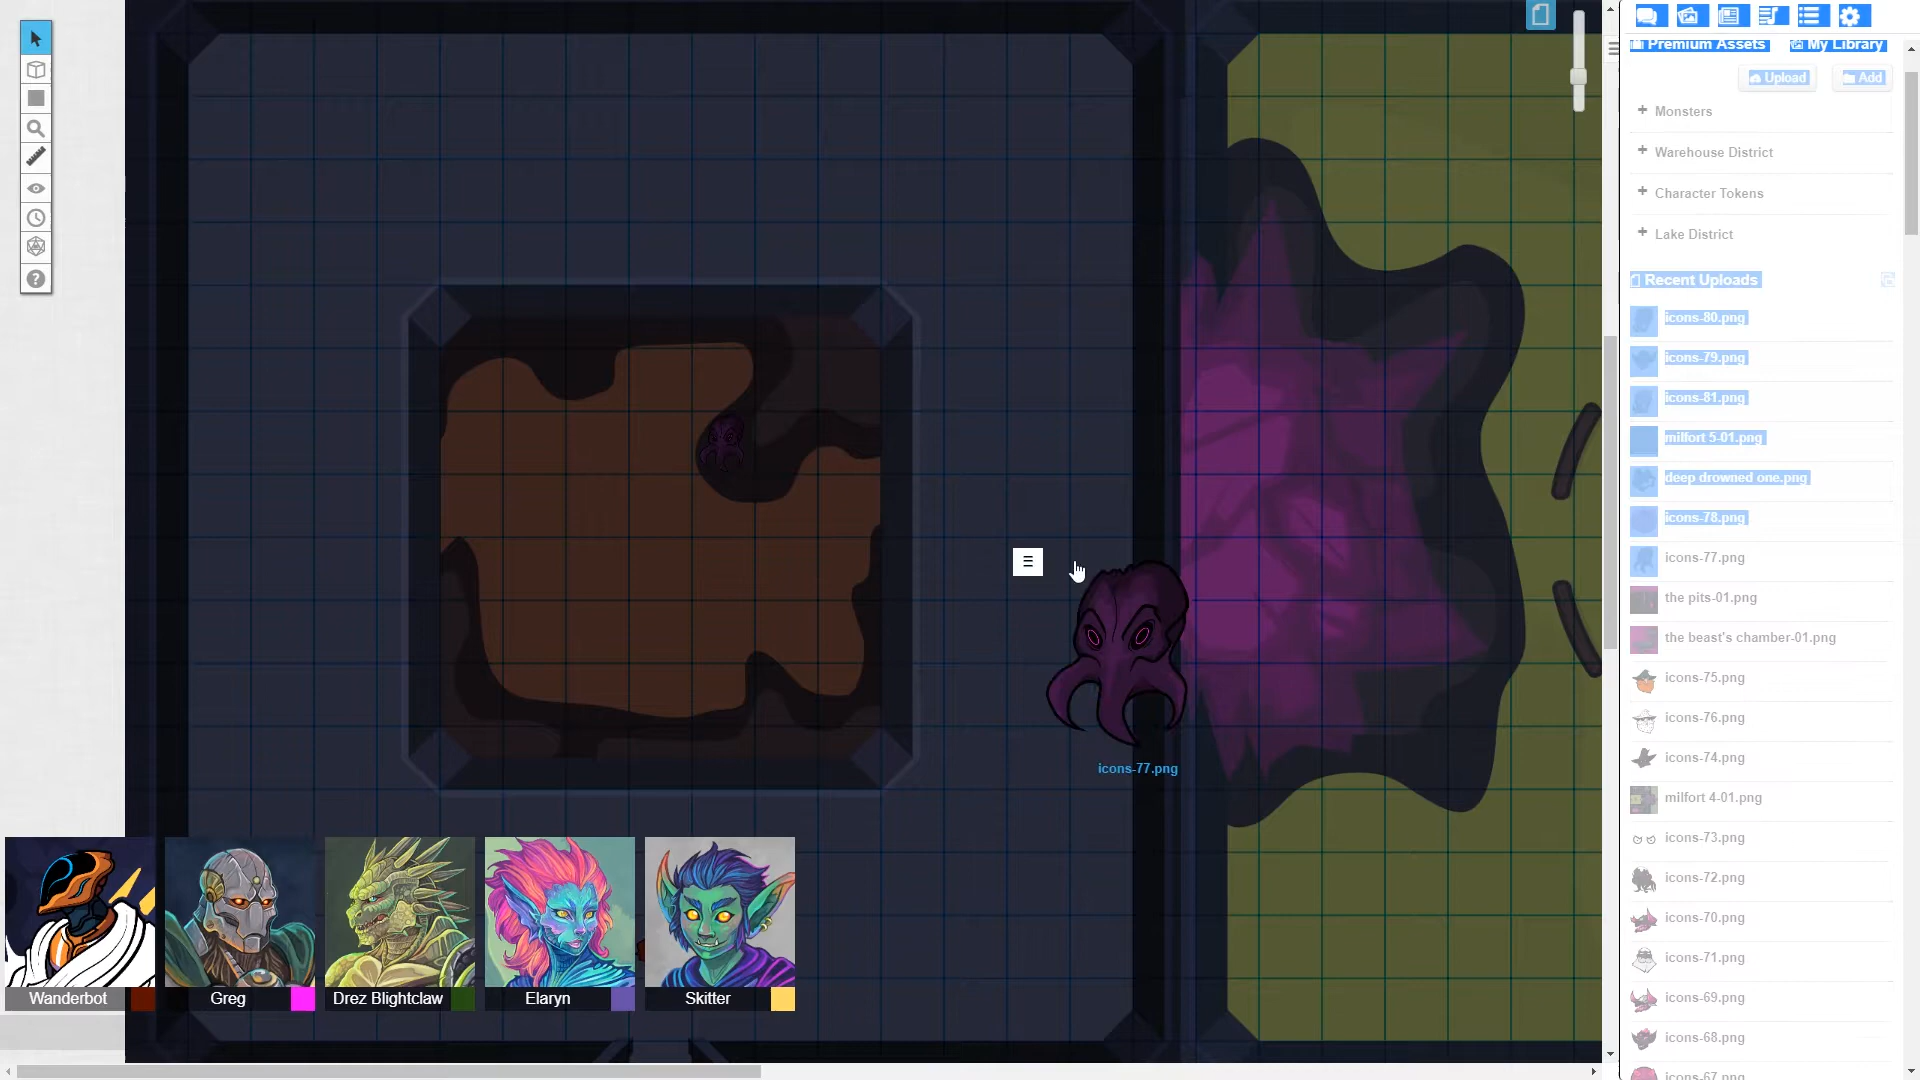 Premium Assets
My Library
Upload
Add
Monsters
Warehouse District
Character Tokens
Lake District
Recent Uploads
icons-80.png
icons-79.png
icons-81.png
milfort 5-01.png
deep drowned one.png
icons-78.png
icons-77.png
the pits-01.png
the beast's chamber-01.png
icons-75.png
icons-76.png
icons-74.png
milfort 4-01.png
icons-73.png
icons-72.png
icons-70.png
icons-71.png
icons-69.png
icons-68.png
icons-67.png
icons-77.png
Wanderbot
Greg
Drez Blightclaw
Elaryn
Skitter